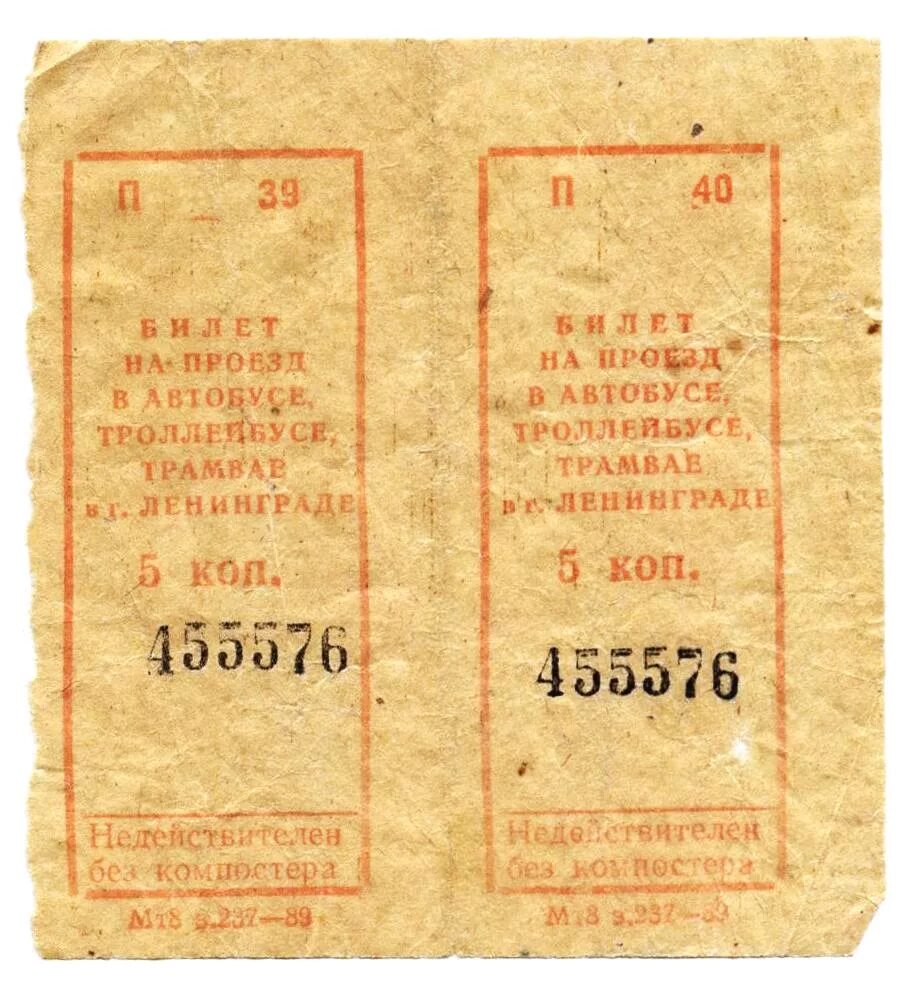 П 39
БИЛЕТ
НА ПРОЕЗД
В АВТОБУСЕ,
ТРОЛЛЕЙБУСЕ,
ТРАМВАЕ
в г. ЛЕНИНГРАДЕ
5 коп.
455576
Недействителен
без компостера
Мт8 з.237—89
П 40
БИЛЕТ
НА ПРОЕЗД
В АВТОБУСЕ,
ТРОЛЛЕЙБУСЕ,
ТРАМВАЕ
в г. ЛЕНИНГРАДЕ
5 коп.
455576
Недействителен
без компостера
Мт8 з.237—89